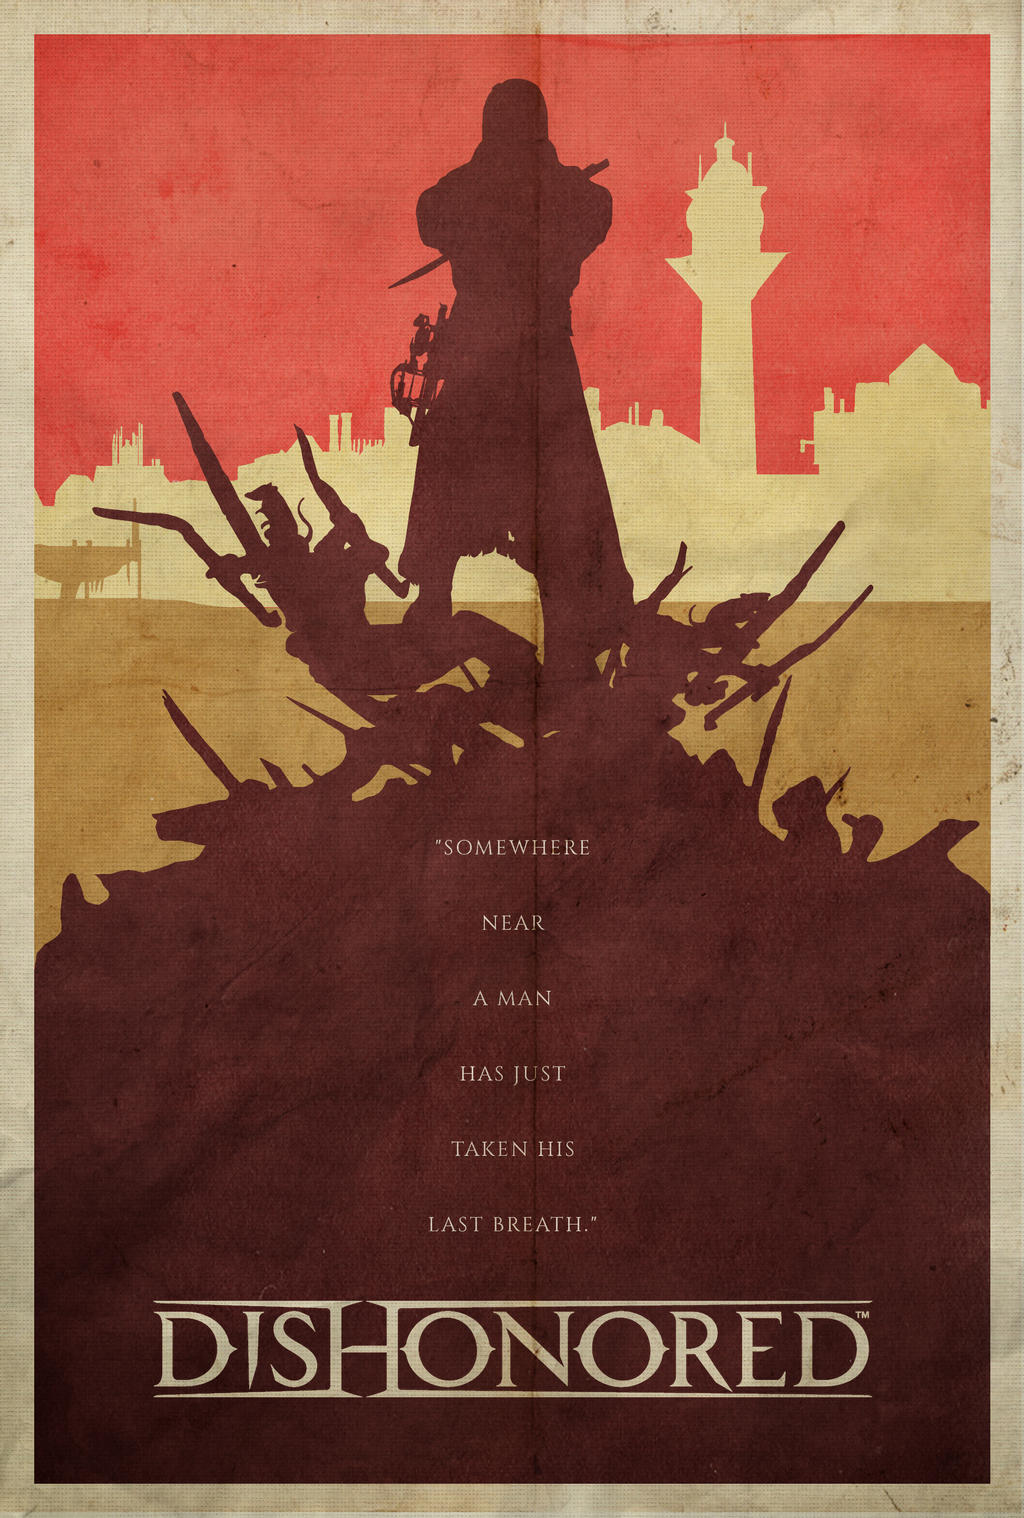 "SOMEWHERE
NEAR
A MAN
HAS JUST
TAKEN HIS
LAST BREATH."
DISHONORED™